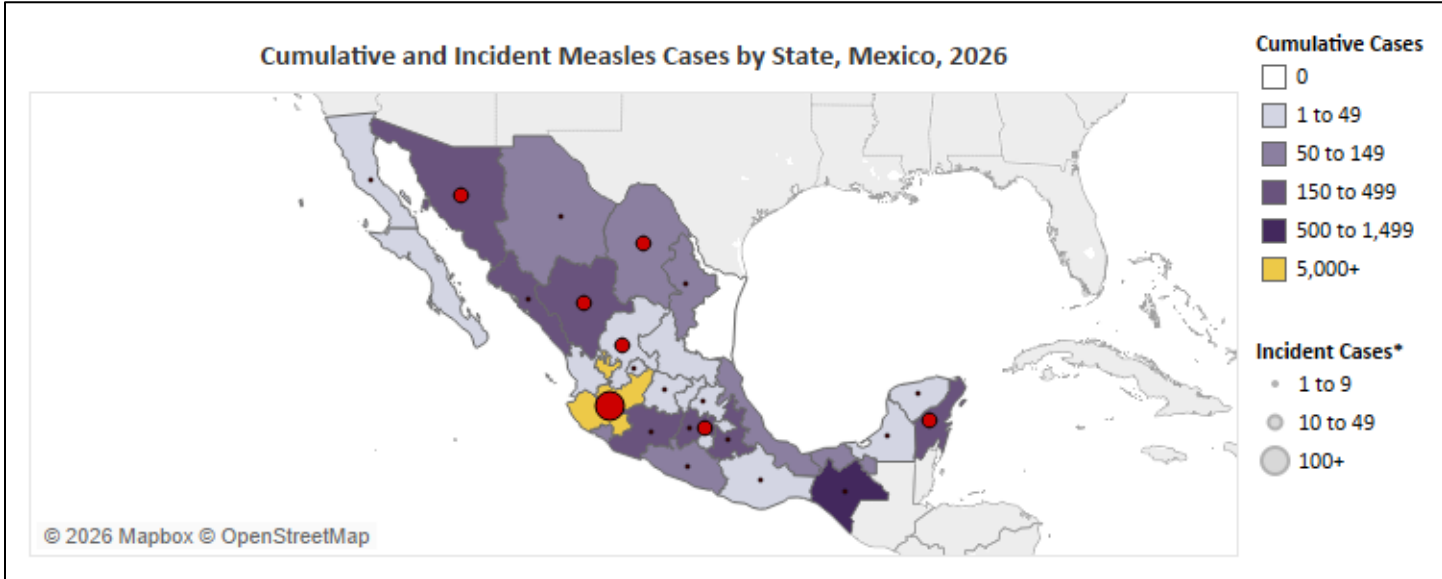 Cumulative and Incident Measles Cases by State, Mexico, 2026
Cumulative Cases
0
1 to 49
50 to 149
150 to 499
500 to 1,499
5,000+
Incident Cases*
1 to 9
10 to 49
100+
© 2026 Mapbox © OpenStreetMap